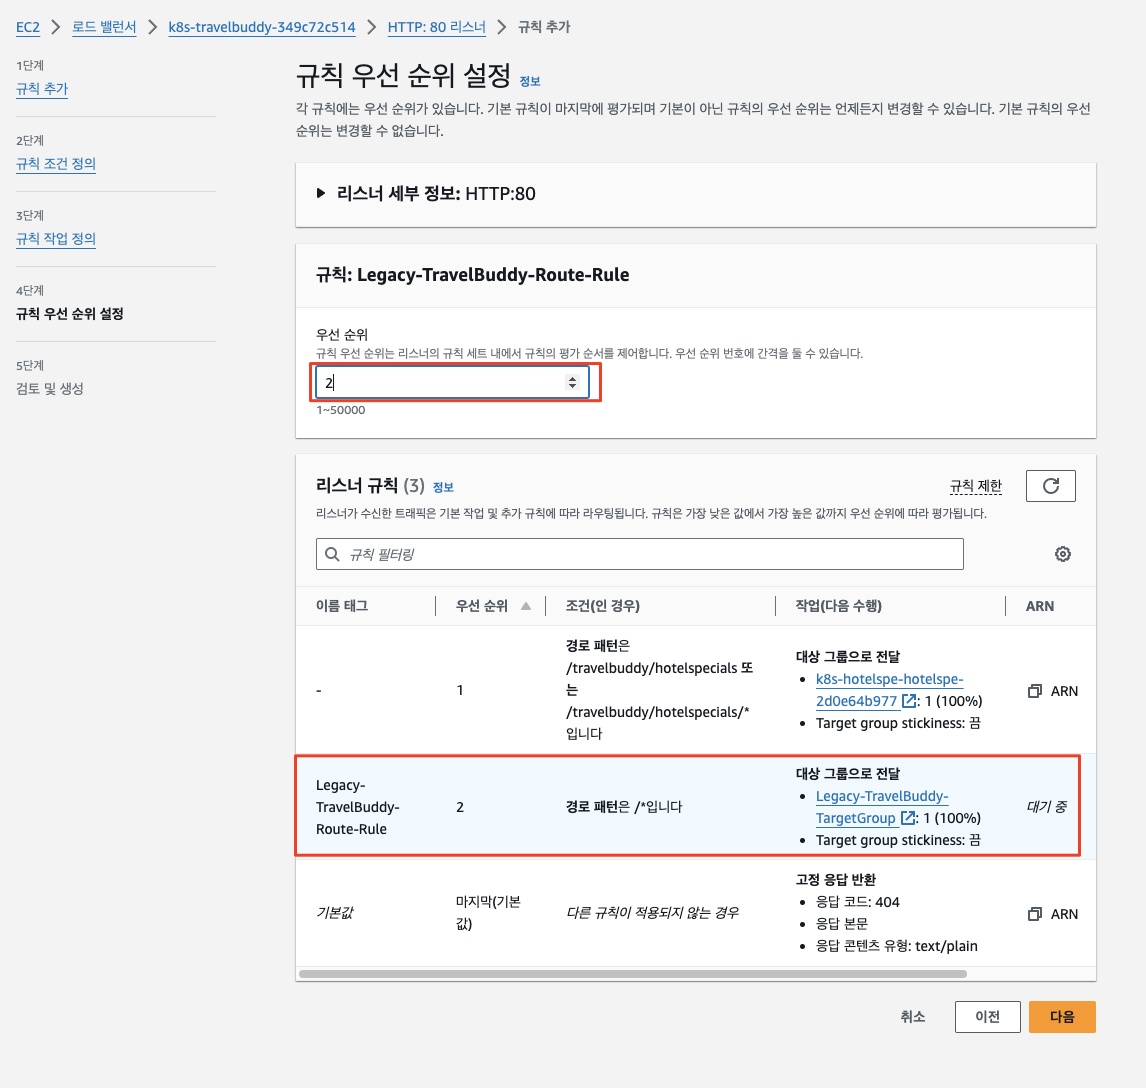 EC2 > 로드 밸런서 > k8s-travelbuddy-349c72c514 > HTTP: 80 리스너 > 규칙 추가
1단계
규칙 추가
2단계
규칙 조건 정의
3단계
규칙 작업 정의
4단계
규칙 우선 순위 설정
5단계
검토 및 생성
규칙 우선 순위 설정 정보
각 규칙에는 우선 순위가 있습니다. 기본 규칙이 마지막에 평가되며 기본이 아닌 규칙의 우선 순위는 언제든지 변경할 수 있습니다. 기본 규칙의 우선
순위는 변경할 수 없습니다.
리스너 세부 정보: HTTP:80
규칙: Legacy-TravelBuddy-Route-Rule
우선 순위
규칙 우선 순위는 리스너의 규칙 세트 내에서 규칙의 평가 순서를 제어합니다. 우선 순위 번호에 간격을 둘 수 있습니다.
2
1~50000
리스너 규칙 (3) 정보
규칙 제한
리스너가 수신한 트래픽은 기본 작업 및 추가 규칙에 따라 라우팅됩니다. 규칙은 가장 낮은 값에서 가장 높은 값까지 우선 순위에 따라 평가됩니다.
규칙 필터링
이름 태그 우선 순위 조건(인 경우) 작업(다음 수행) ARN
-
1
경로 패턴은
/travelbuddy/hotelspecials 또
는
/travelbuddy/hotelspecials/*
입니다
대상 그룹으로 전달
• k8s-hotelspe-hotelspe-
2d0e64b977 : 1 (100%)
• Target group stickiness: 끔
ARN
Legacy-
TravelBuddy-
Route-Rule
2
경로 패턴은 /*입니다
대상 그룹으로 전달
• Legacy-TravelBuddy-
TargetGroup : 1 (100%)
• Target group stickiness: 끔
대기 중
기본값
마지막(기본
값)
다른 규칙이 적용되지 않는 경우
고정 응답 반환
• 응답 코드: 404
• 응답 본문
• 응답 콘텐츠 유형: text/plain
ARN
취소 이전 다음